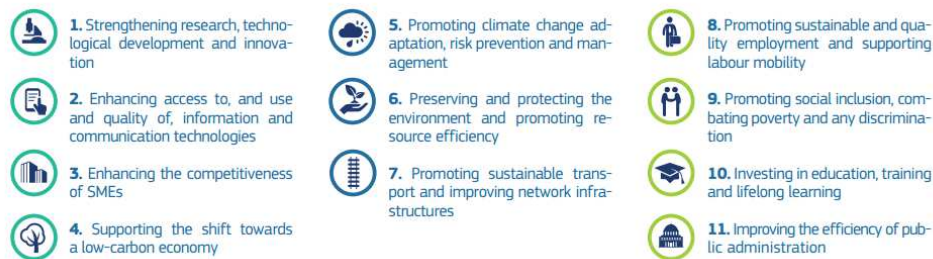 1. Strengthening research, techno-
logical development and innova-
tion
2. Enhancing access to, and use
and quality of, information and
communication technologies
3. Enhancing the competitiveness
of SMEs
4. Supporting the shift towards
a low-carbon economy
5. Promoting climate change ad-
aptation, risk prevention and man-
agement
6. Preserving and protecting the
environment and promoting re-
source efficiency
7. Promoting sustainable trans-
port and improving network infra-
structures
8. Promoting sustainable and qua-
lity employment and supporting
labour mobility
9. Promoting social inclusion, com-
bating poverty and any discrimina-
tion
10. Investing in education, training
and lifelong learning
11. Improving the efficiency of pub-
lic administration